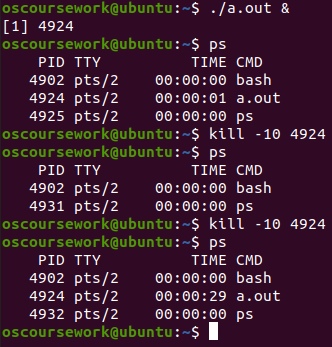 oscoursework@ubuntu:~$ ./a.out &
[1] 4924
oscoursework@ubuntu:~$ ps
    PID TTY          TIME CMD
   4902 pts/2    00:00:00 bash
   4924 pts/2    00:00:01 a.out
   4925 pts/2    00:00:00 ps
oscoursework@ubuntu:~$ kill -10 4924
oscoursework@ubuntu:~$ ps
    PID TTY          TIME CMD
   4902 pts/2    00:00:00 bash
   4931 pts/2    00:00:00 ps
oscoursework@ubuntu:~$ kill -10 4924
oscoursework@ubuntu:~$ ps
    PID TTY          TIME CMD
   4902 pts/2    00:00:00 bash
   4924 pts/2    00:00:29 a.out
   4932 pts/2    00:00:00 ps
oscoursework@ubuntu:~$